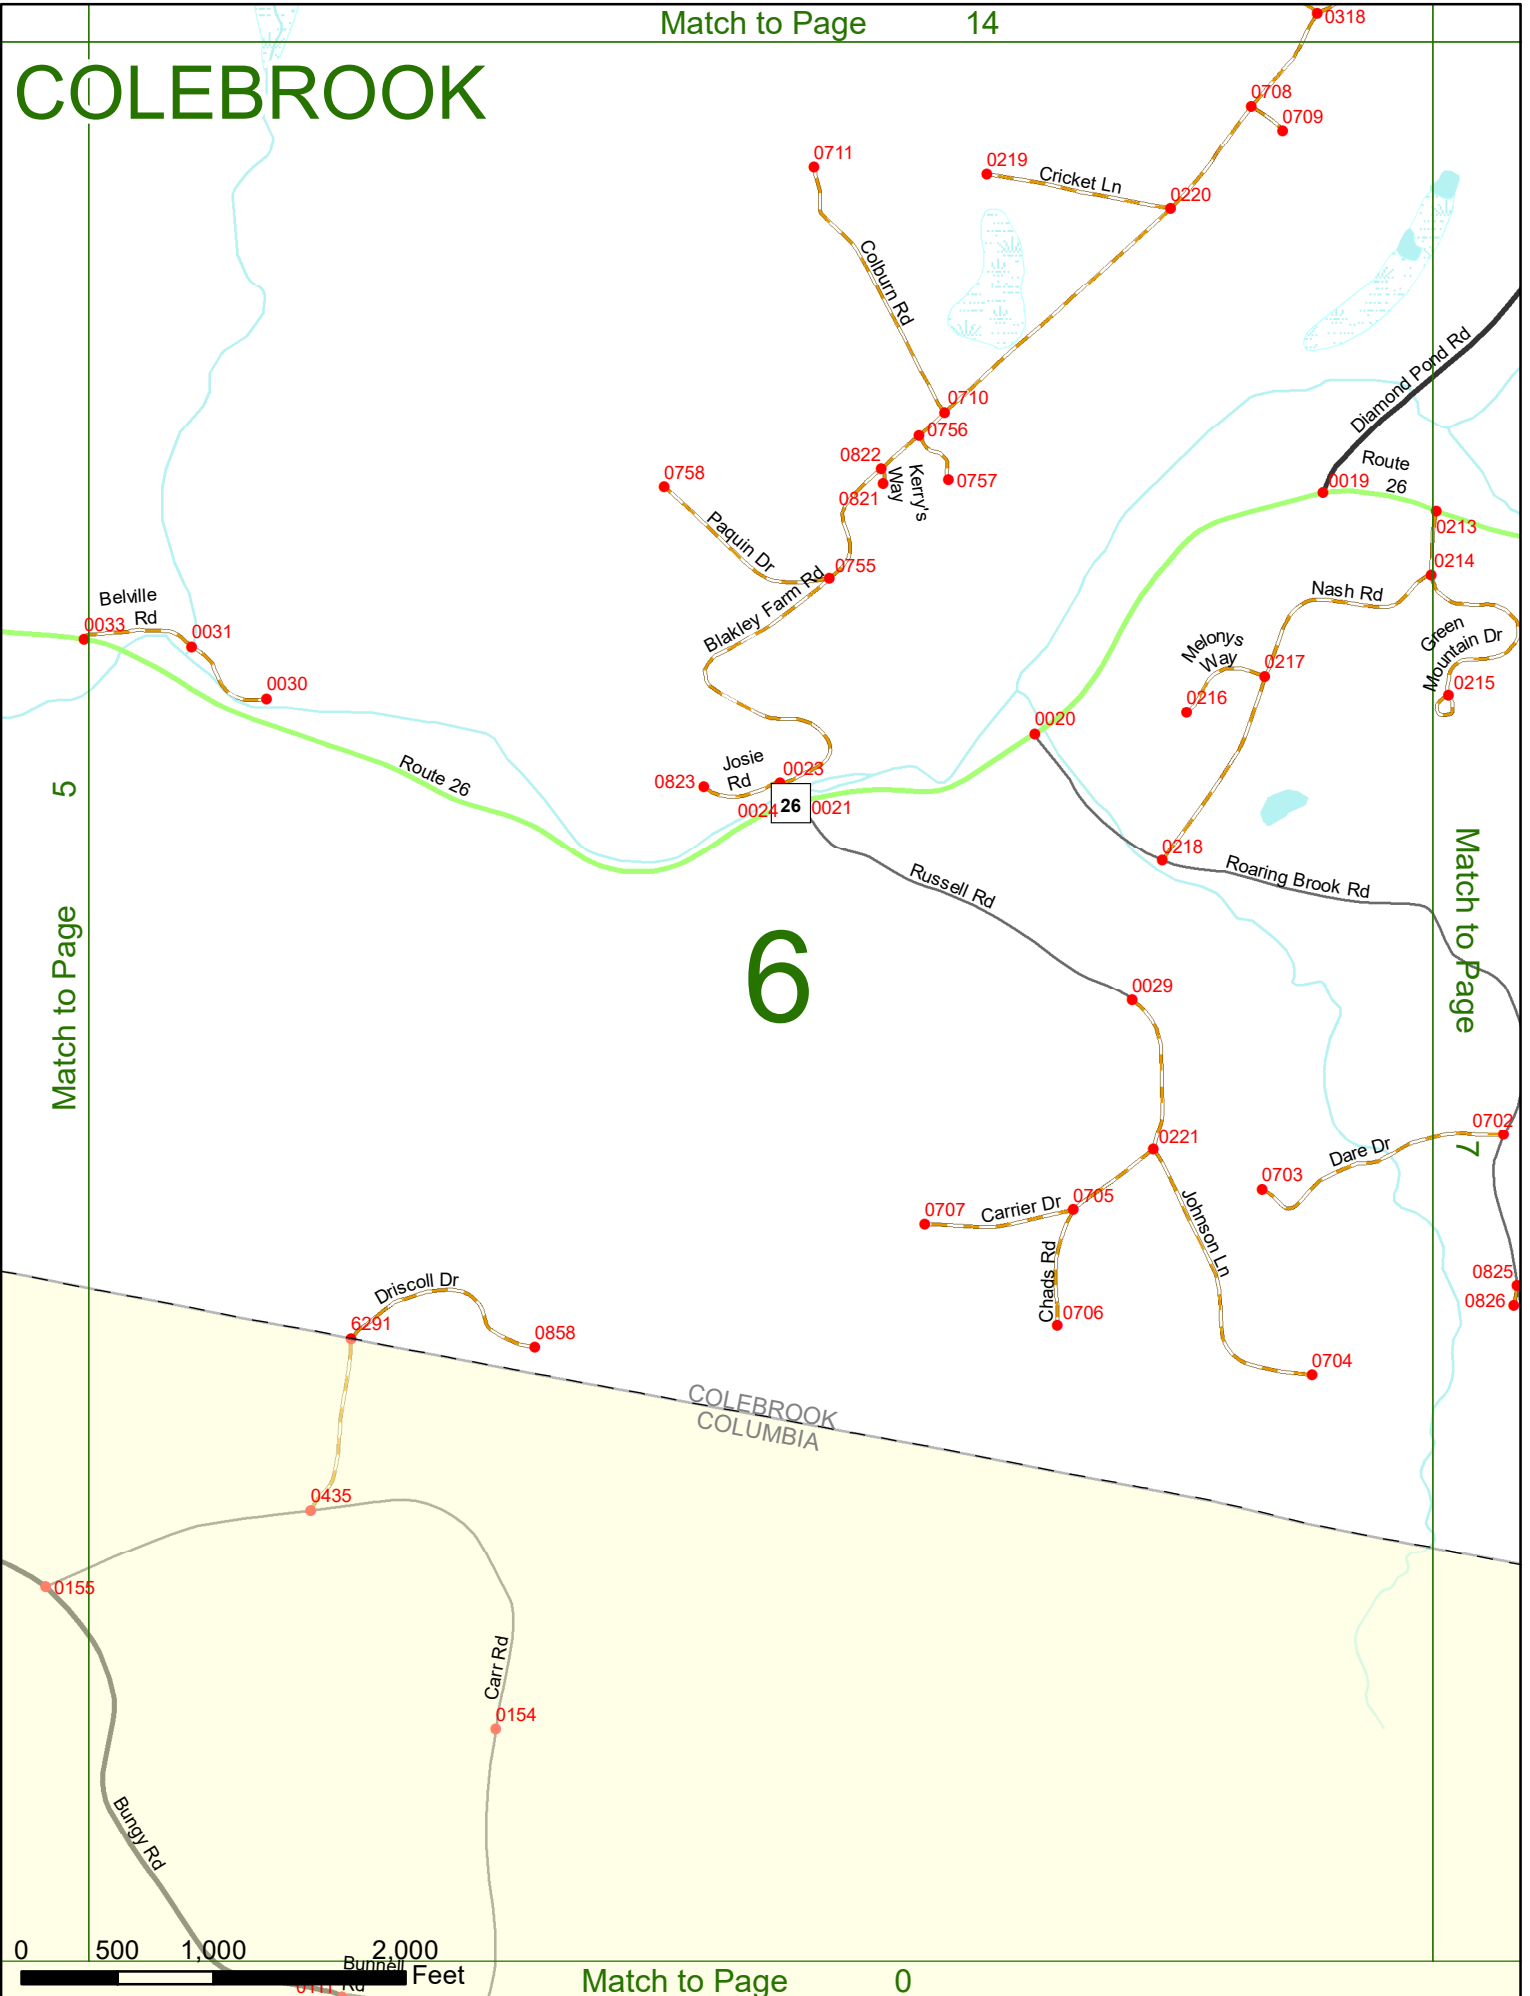 Match to Page 14
0318
COLEBROOK
0708
0709
0711
0219
Cricket Ln
0220
Colburn Rd
Diamond Pond Rd
0710
0756
0822
0758
0757
Kerry's
Way
0821
Route
26
0019
0213
Paquin Dr
0755
0214
Blakley Farm Rd
Nash Rd
Belville
Rd
0033
0031
0030
Green
Mountain Dr
Melonys
Way
0217
0215
0216
0020
Route 26
Josie
Rd
0823
0023
0024
26
0021
5
Match to Page
0218
Roaring Brook Rd
Russell Rd
Match to Page
7
6
0029
0702
0221
Dare Dr
0703
0705
0707
Carrier Dr
Johnson Ln
Chads Rd
0706
0825
0826
Driscoll Dr
6291
0858
0704
COLEBROOK
COLUMBIA
0435
0155
Carr Rd
0154
Bungy Rd
0 500 1,000 2,000
Feet
Bunnell
Rd
Match to Page 0